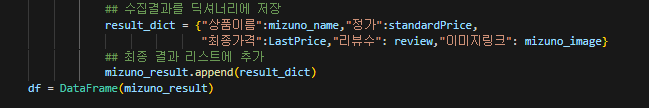 ## 수집결과를 딕셔너리에 저장
result_dict = {"상품이름":mizuno_name,"정가":standardPrice,
"최종가격":LastPrice,"리뷰수": review,"이미지링크": mizuno_image}
## 최종 결과 리스트에 추가
mizuno_result.append(result_dict)
df = DataFrame(mizuno_result)